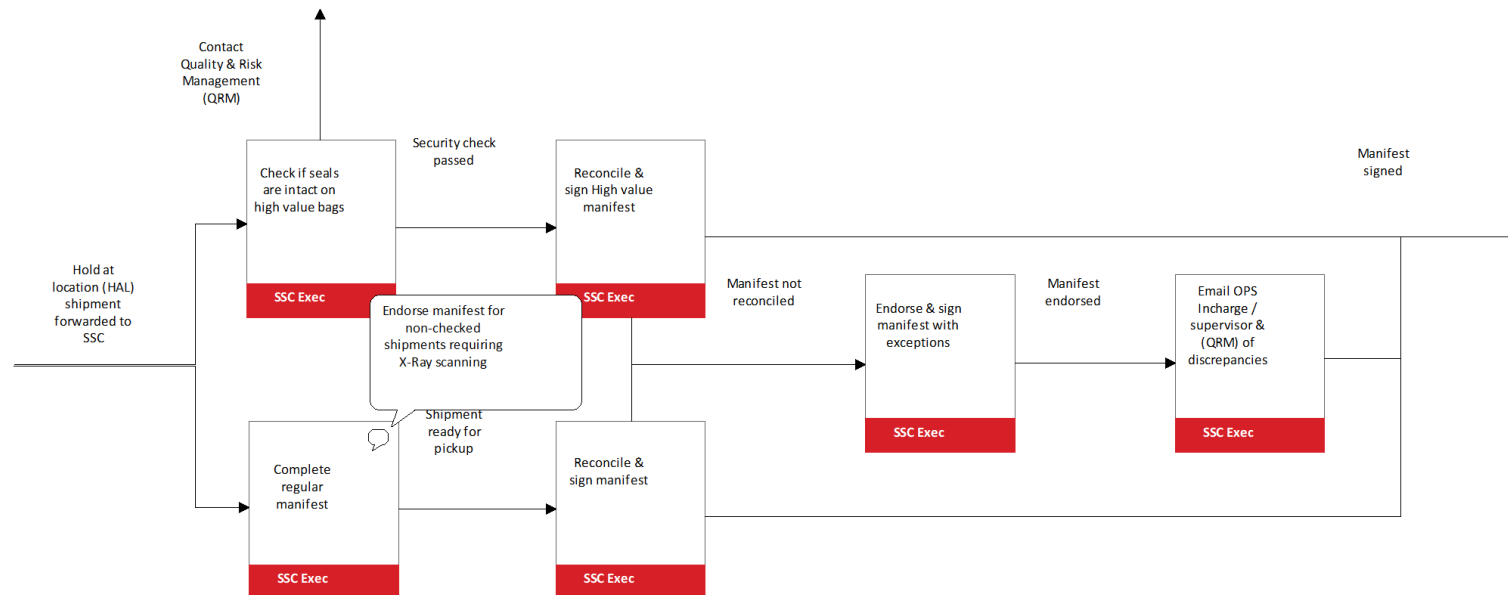 Contact
Quality & Risk
Management
(QRM)
Security check
passed
Manifest
signed
Check if seals
are intact on
high value bags
SSC Exec
Reconcile &
sign High value
manifest
SSC Exec
Hold at
location (HAL)
shipment
forwarded to
SSC
Endorse manifest for
non-checked
shipments requiring
X-Ray scanning
Manifest not
reconciled
Endorse & sign
manifest with
exceptions
SSC Exec
Manifest
endorsed
Email OPS
Incharge /
supervisor &
(QRM) of
discrepancies
SSC Exec
Shipment
ready for
pickup
Complete
regular
manifest
SSC Exec
Reconcile &
sign manifest
SSC Exec